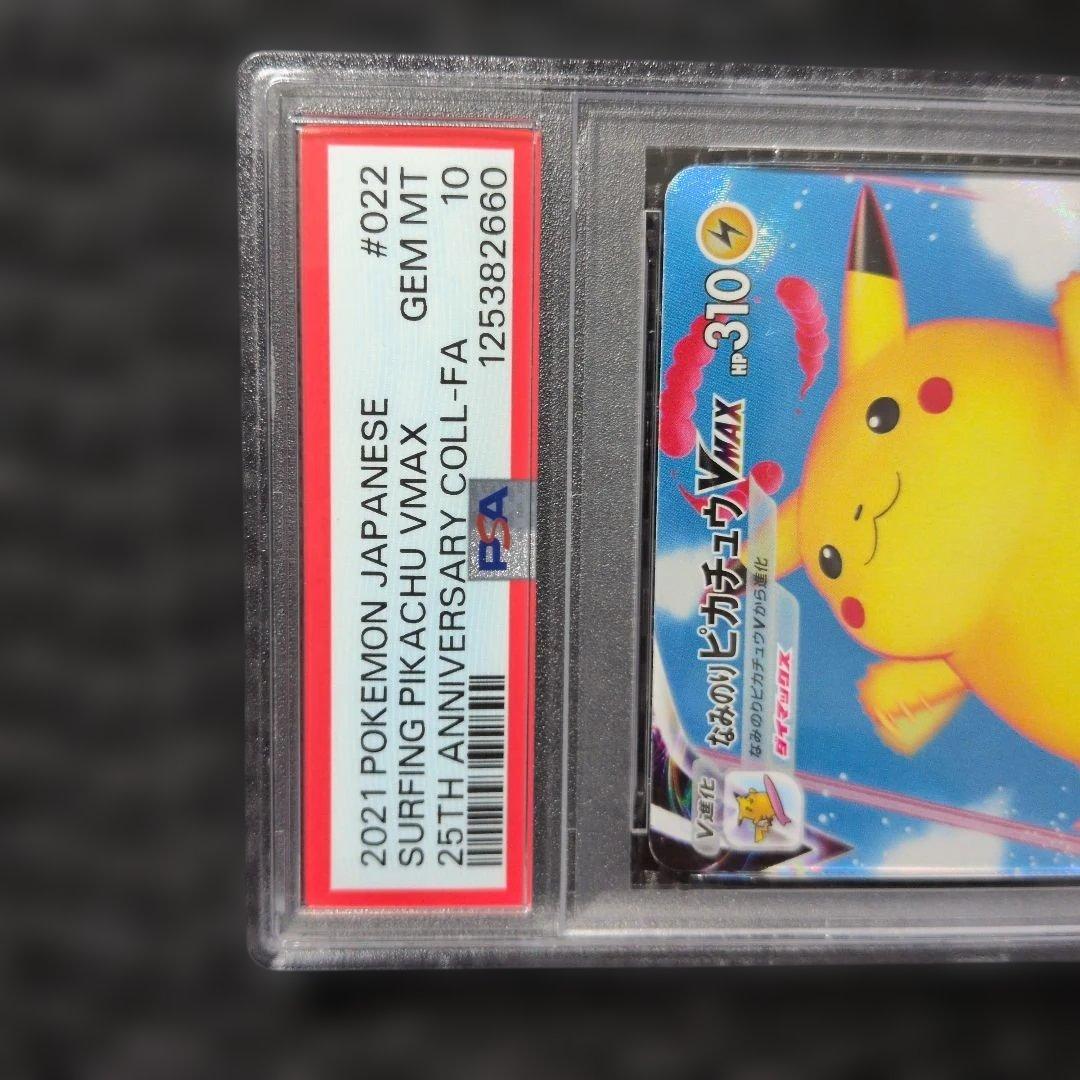 2021 POKEMON JAPANESE #022
SURFING PIKACHU VMAX GEM MT
25TH ANNIVERSARY COLL-FA 10
125382660
PSA
V進化
なみのりピカチュウVMAX HP310
なみのりピカチュウVから進化
ダイマックス